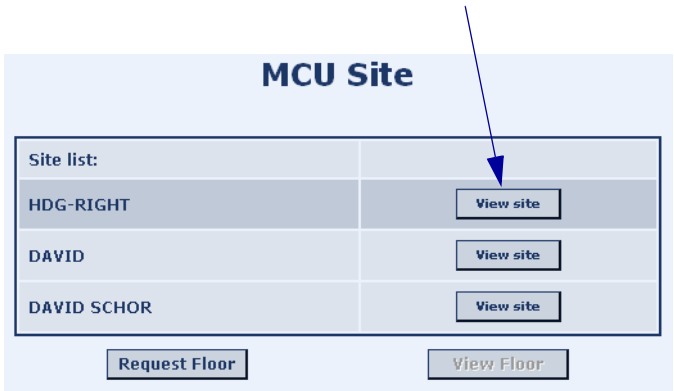 MCU Site
Site list:
HDG-RIGHT View site
DAVID View site
DAVID SCHOR View site
Request Floor View Floor